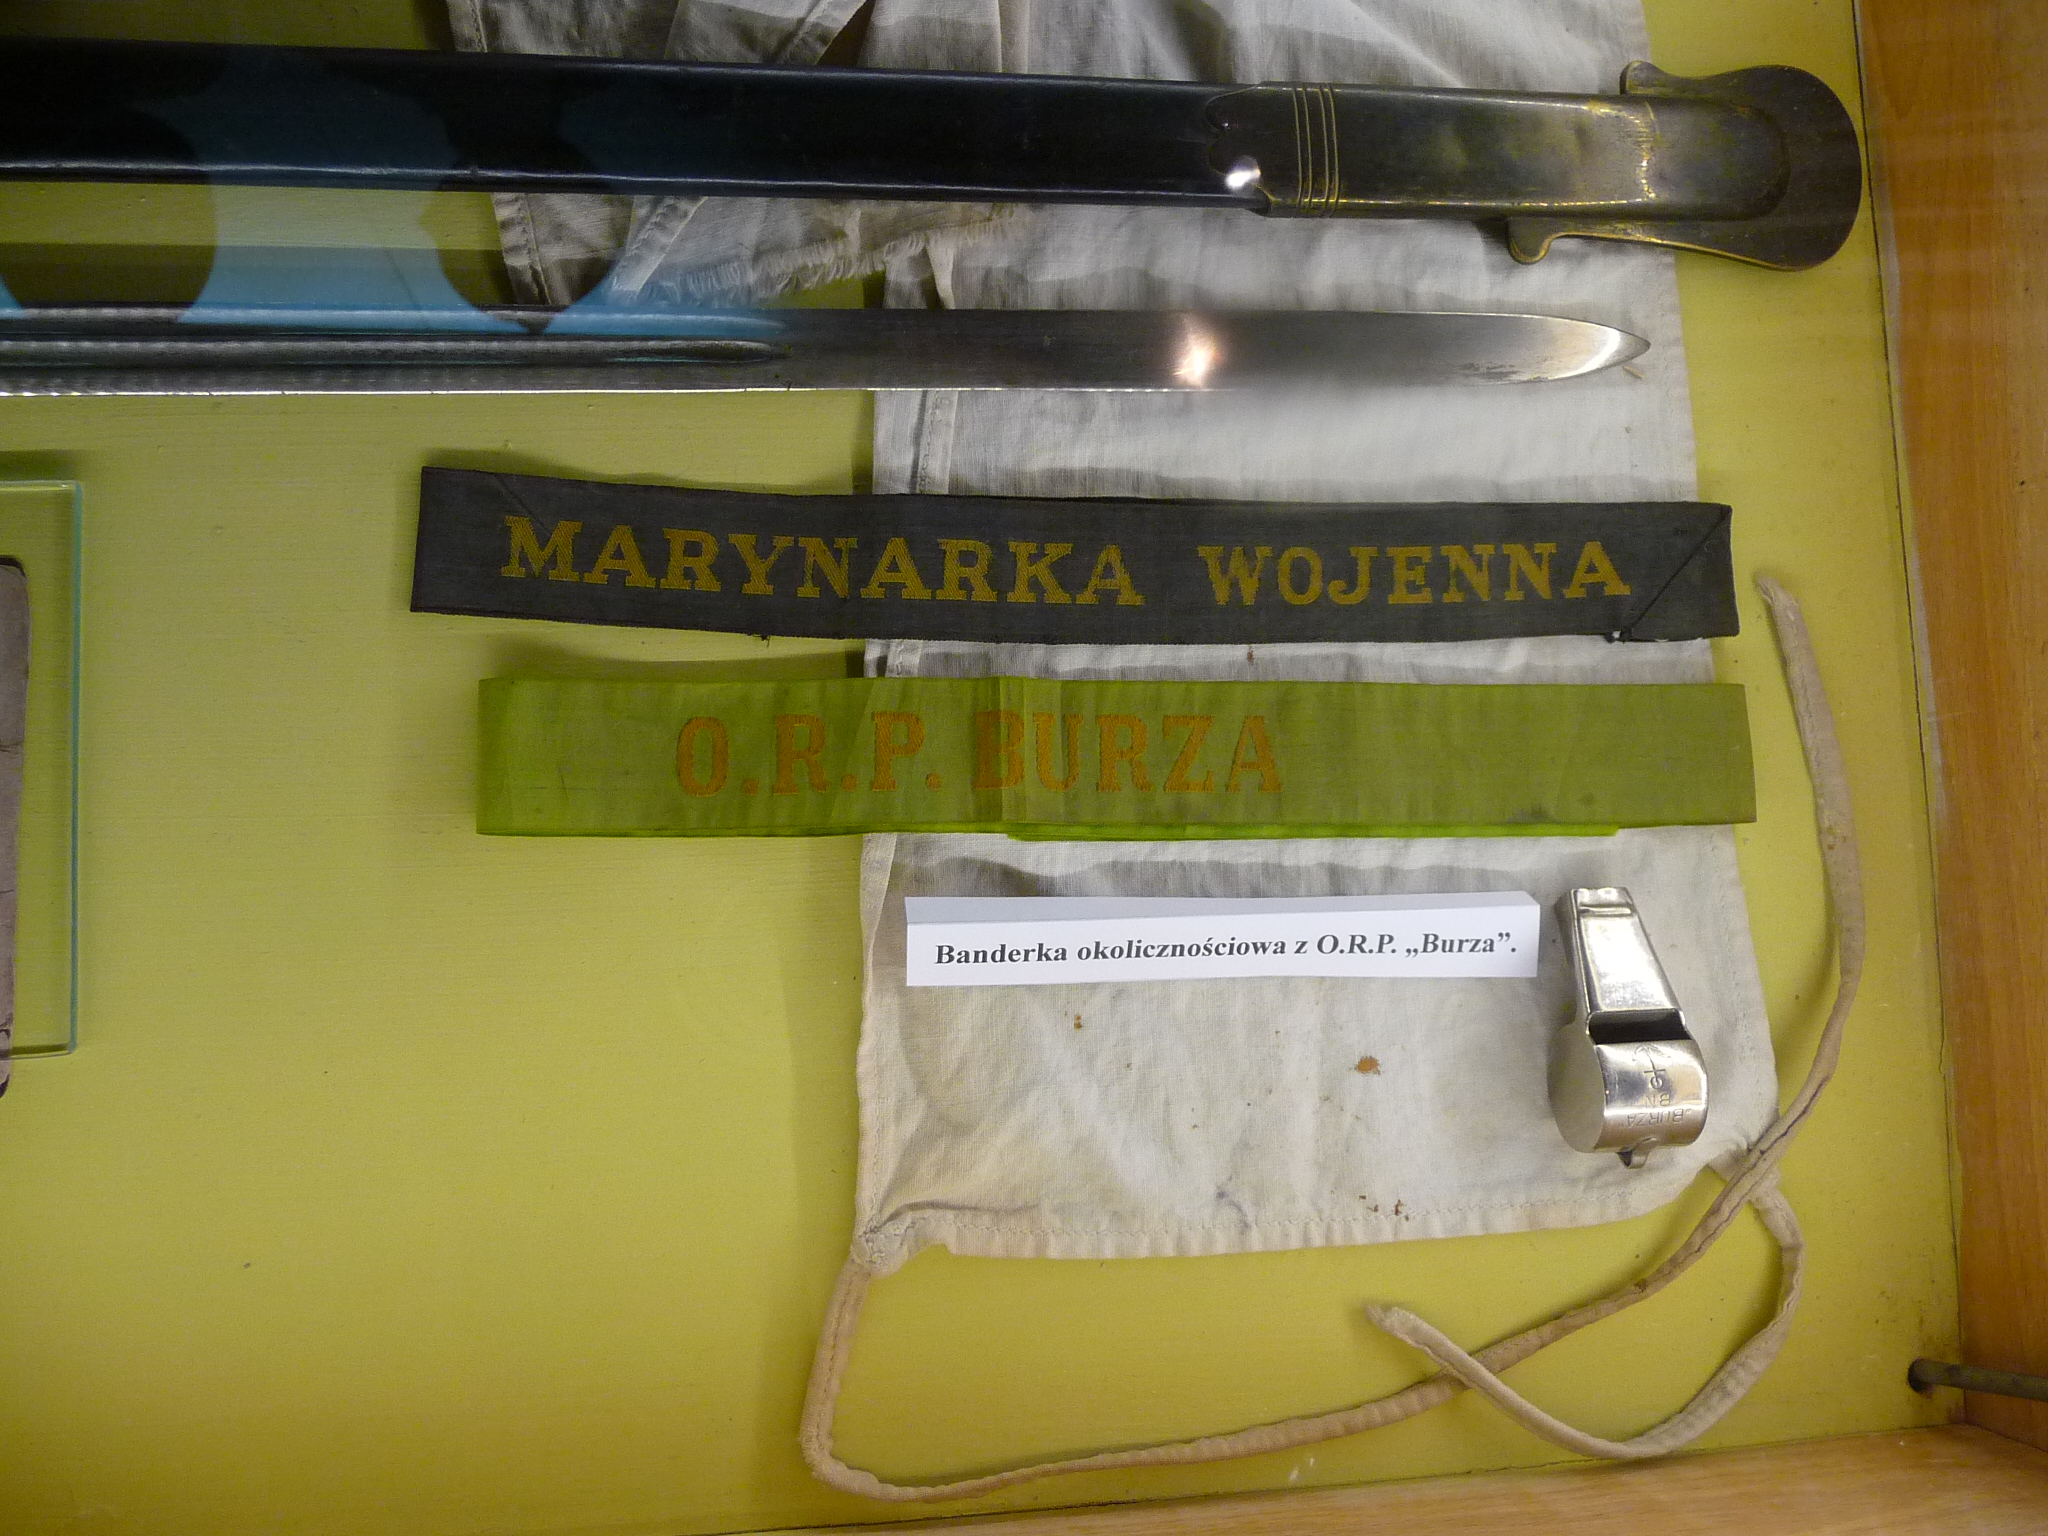 MARYNARKA WOJENNA
O.R.P. BURZA
Banderka okolicznościowa z O.R.P. „Burza”.
BURZA